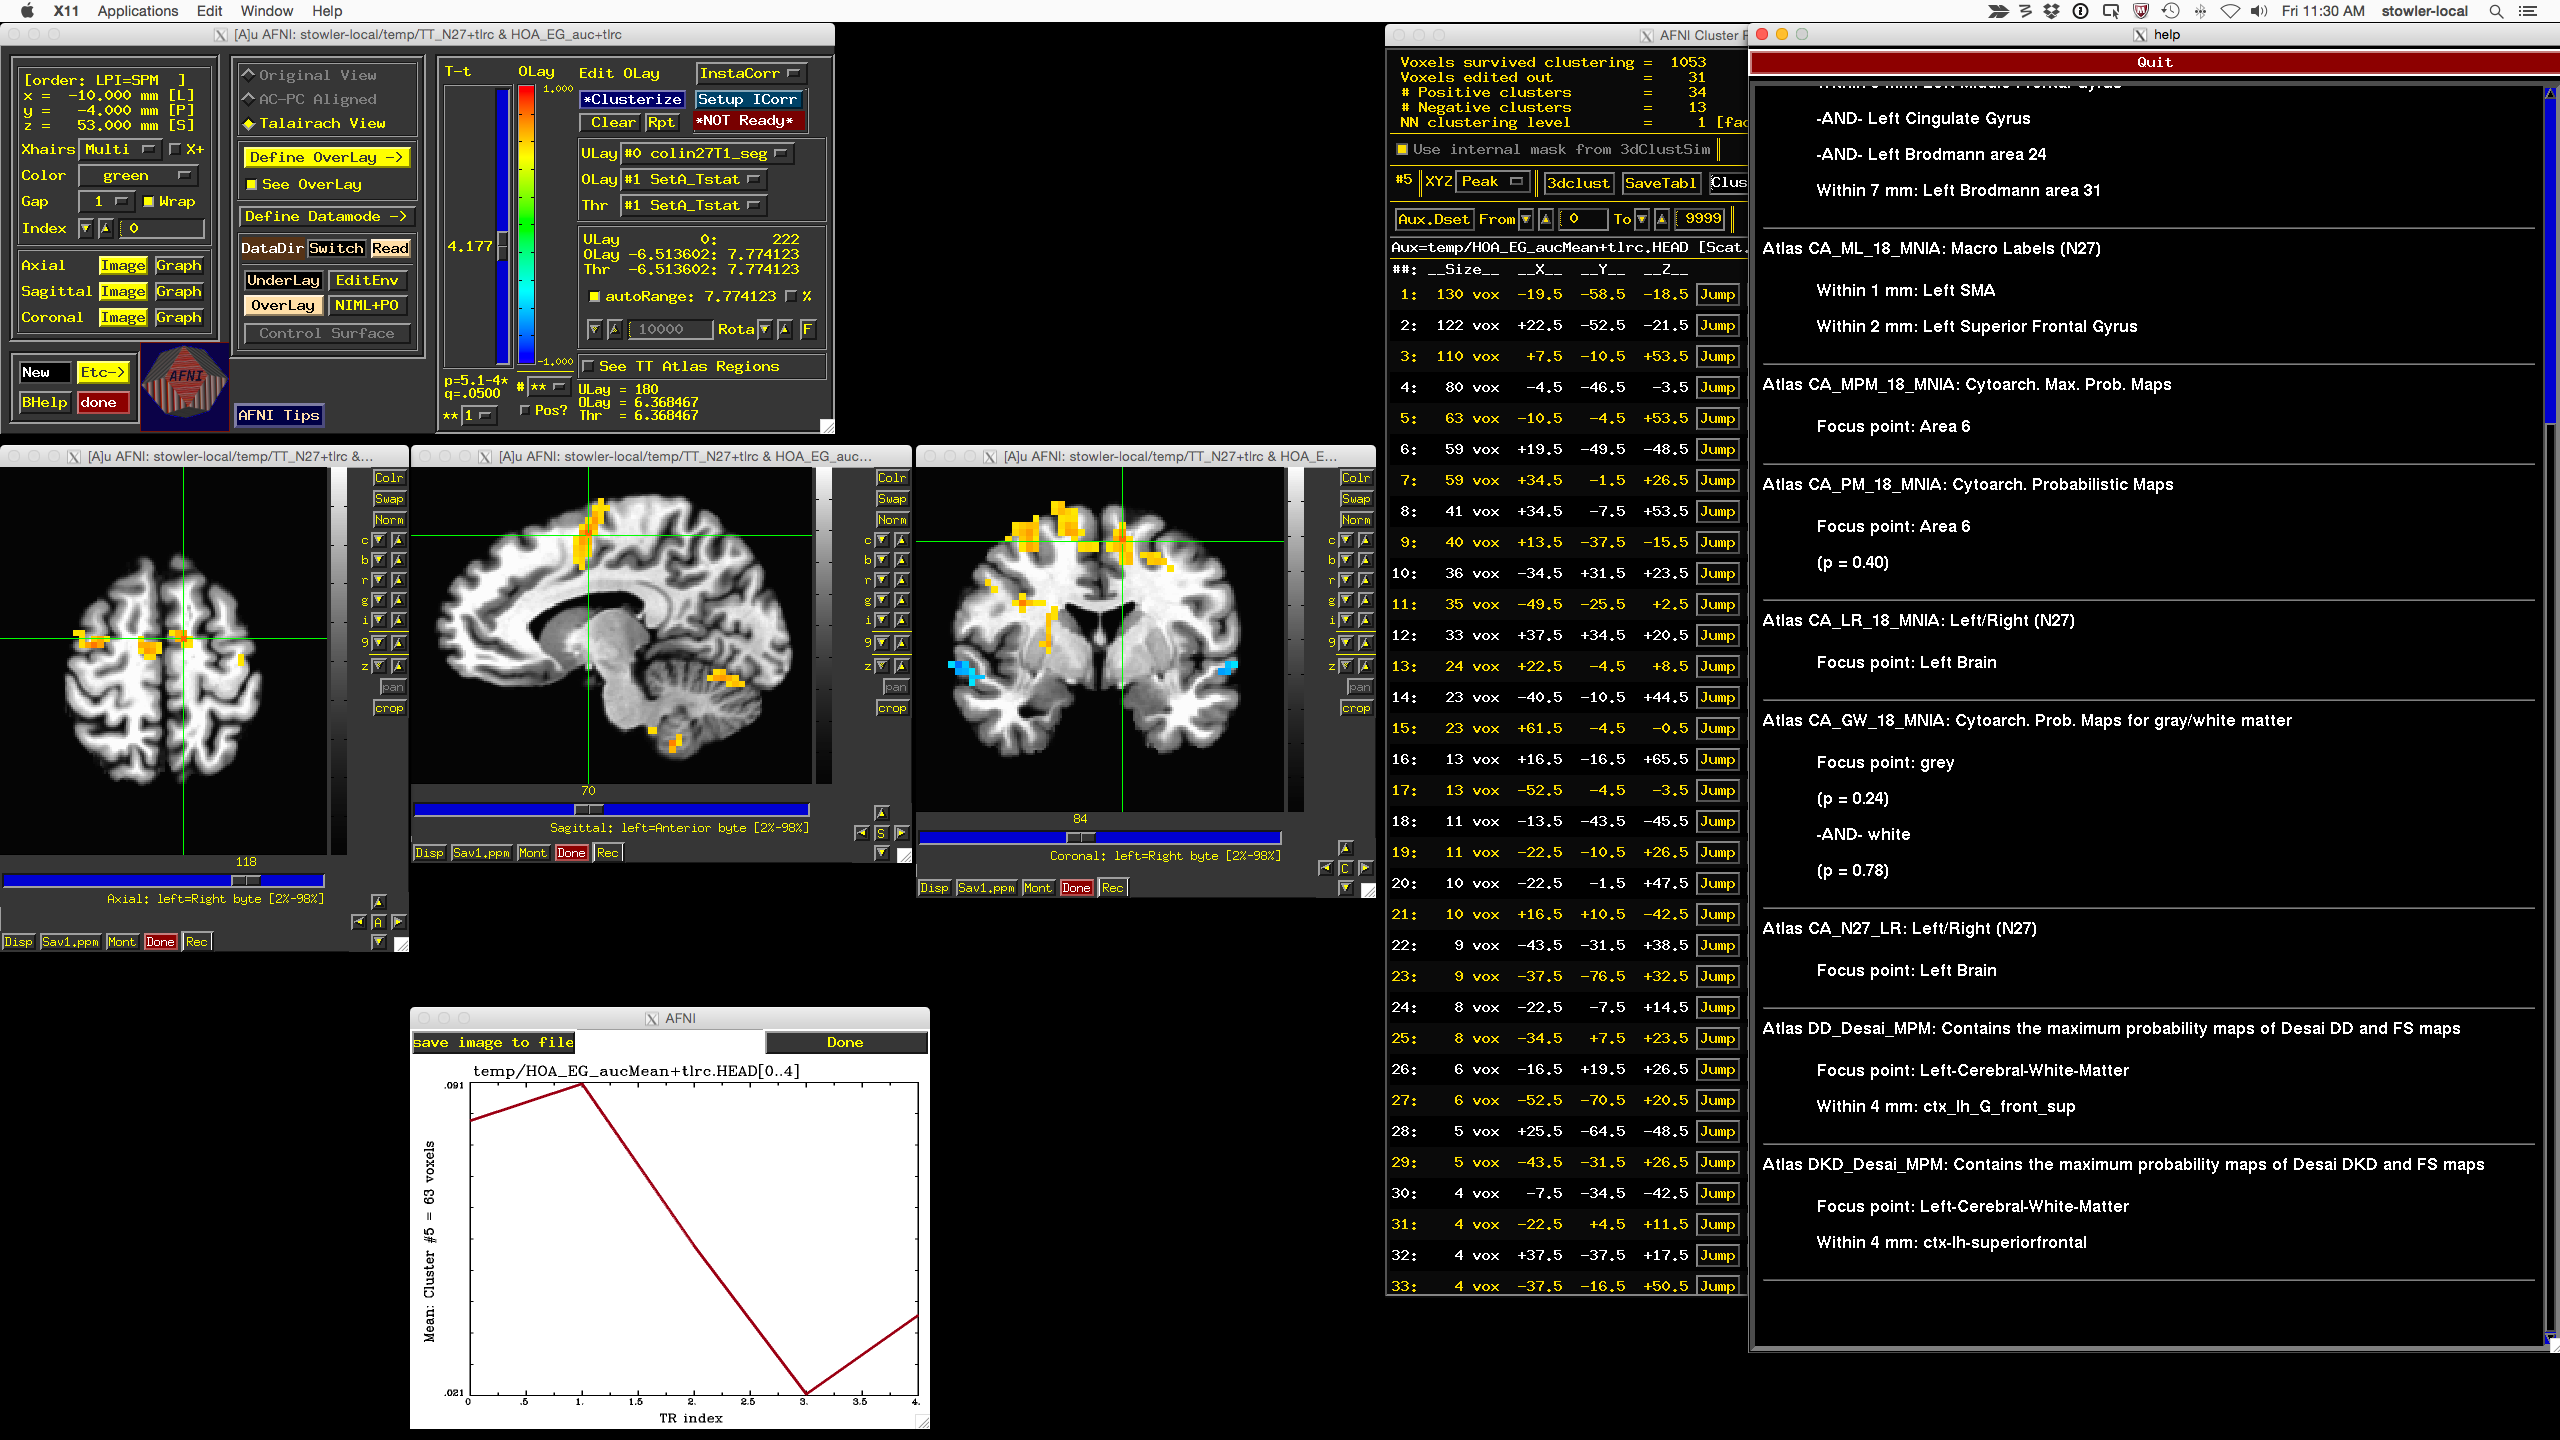 X11 Applications Edit Window Help
Fri 11:30 AM stowler-local
[A]u AFNI: stowler-local/temp/TT_N27+tlrc & HOA_EG_auc+tlrc
[order: LPI=SPM ]
x = -10.000 mm [L]
y = -4.000 mm [P]
z = 53.000 mm [S]
Xhairs Multi X+
Color green
Gap 1 Wrap
Index 0
Axial Image Graph
Sagittal Image Graph
Coronal Image Graph
New Etc->
BHelp done
AFNI
AFNI Tips
Original View
AC-PC Aligned
Talairach View
Define OverLay ->
See OverLay
Define Datamode ->
DataDir Switch Read
UnderLay EditEnv
OverLay NIML+PO
Control Surface
T-t
4.177
p=5.1-4*
q=.0500
** 1
OLay
1.000
-1.000
# **
Pos?
Edit OLay
*Clusterize
Clear Rpt
InstaCorr
Setup ICorr
*NOT Ready*
ULay #0 colin27T1_seg
OLay #1 SetA_Tstat
Thr #1 SetA_Tstat
ULay 0: 222
OLay -6.513602: 7.774123
Thr -6.513602: 7.774123
autoRange: 7.774123 %
10000 Rota F
See TT Atlas Regions
ULay = 180
OLay = 6.368467
Thr = 6.368467
[A]u AFNI: stowler-local/temp/TT_N27+tlrc &...
Colr
Swap
Norm
c
b
r
g
i
9
z
pan
crop
118
Axial: left=Right byte [2%-98%]
A
Disp Sav1.ppm Mont Done Rec
[A]u AFNI: stowler-local/temp/TT_N27+tlrc & HOA_EG_auc...
Colr
Swap
Norm
c
b
r
g
i
9
z
pan
crop
70
Sagittal: left=Anterior byte [2%-98%]
S
Disp Sav1.ppm Mont Done Rec
[A]u AFNI: stowler-local/temp/TT_N27+tlrc & HOA_E...
Colr
Swap
Norm
c
b
r
g
i
9
z
pan
crop
84
Coronal: left=Right byte [2%-98%]
C
Disp Sav1.ppm Mont Done Rec
AFNI
save image to file Done
temp/HOA_EG_aucMean+tlrc.HEAD[0..4]
.091
Mean: Cluster #5 = 63 voxels
.021
0 .5 1. 1.5 2. 2.5 3. 3.5 4.
TR index
AFNI Cluster
Voxels survived clustering = 1053
Voxels edited out = 31
# Positive clusters = 34
# Negative clusters = 13
NN clustering level = 1 [fac
Use internal mask from 3dClustSim
#5 XYZ Peak 3dclust SaveTabl Clus
Aux.Dset From 0 To 9999
Aux=temp/HOA_EG_aucMean+tlrc.HEAD [Scat.
##: __Size__ __X__ __Y__ __Z__
1: 130 vox -19.5 -58.5 -18.5 Jump
2: 122 vox +22.5 -52.5 -21.5 Jump
3: 110 vox +7.5 -10.5 +53.5 Jump
4: 80 vox -4.5 -46.5 -3.5 Jump
5: 63 vox -10.5 -4.5 +53.5 Jump
6: 59 vox +19.5 -49.5 -48.5 Jump
7: 59 vox +34.5 -1.5 +26.5 Jump
8: 41 vox +34.5 -7.5 +53.5 Jump
9: 40 vox +13.5 -37.5 -15.5 Jump
10: 36 vox -34.5 +31.5 +23.5 Jump
11: 35 vox -49.5 -25.5 +2.5 Jump
12: 33 vox +37.5 +34.5 +20.5 Jump
13: 24 vox +22.5 -4.5 +8.5 Jump
14: 23 vox -40.5 -10.5 +44.5 Jump
15: 23 vox +61.5 -4.5 -0.5 Jump
16: 13 vox +16.5 -16.5 +65.5 Jump
17: 13 vox -52.5 -4.5 -3.5 Jump
18: 11 vox -13.5 -43.5 -45.5 Jump
19: 11 vox -22.5 -10.5 +26.5 Jump
20: 10 vox -22.5 -1.5 +47.5 Jump
21: 10 vox +16.5 +10.5 -42.5 Jump
22: 9 vox -43.5 -31.5 +38.5 Jump
23: 9 vox -37.5 -76.5 +32.5 Jump
24: 8 vox -22.5 -7.5 +14.5 Jump
25: 8 vox -34.5 +7.5 +23.5 Jump
26: 6 vox -16.5 +19.5 +26.5 Jump
27: 6 vox -52.5 -70.5 +20.5 Jump
28: 5 vox +25.5 -64.5 -48.5 Jump
29: 5 vox -43.5 -31.5 +26.5 Jump
30: 4 vox -7.5 -34.5 -42.5 Jump
31: 4 vox -22.5 +4.5 +11.5 Jump
32: 4 vox +37.5 -37.5 +17.5 Jump
33: 4 vox -37.5 -16.5 +50.5 Jump
help
Quit
-AND- Left Cingulate Gyrus
-AND- Left Brodmann area 24
Within 7 mm: Left Brodmann area 31
Atlas CA_ML_18_MNIA: Macro Labels (N27)
Within 1 mm: Left SMA
Within 2 mm: Left Superior Frontal Gyrus
Atlas CA_MPM_18_MNIA: Cytoarch. Max. Prob. Maps
Focus point: Area 6
Atlas CA_PM_18_MNIA: Cytoarch. Probabilistic Maps
Focus point: Area 6
(p = 0.40)
Atlas CA_LR_18_MNIA: Left/Right (N27)
Focus point: Left Brain
Atlas CA_GW_18_MNIA: Cytoarch. Prob. Maps for gray/white matter
Focus point: grey
(p = 0.24)
-AND- white
(p = 0.78)
Atlas CA_N27_LR: Left/Right (N27)
Focus point: Left Brain
Atlas DD_Desai_MPM: Contains the maximum probability maps of Desai DD and FS maps
Focus point: Left-Cerebral-White-Matter
Within 4 mm: ctx_lh_G_front_sup
Atlas DKD_Desai_MPM: Contains the maximum probability maps of Desai DKD and FS maps
Focus point: Left-Cerebral-White-Matter
Within 4 mm: ctx-lh-superiorfrontal